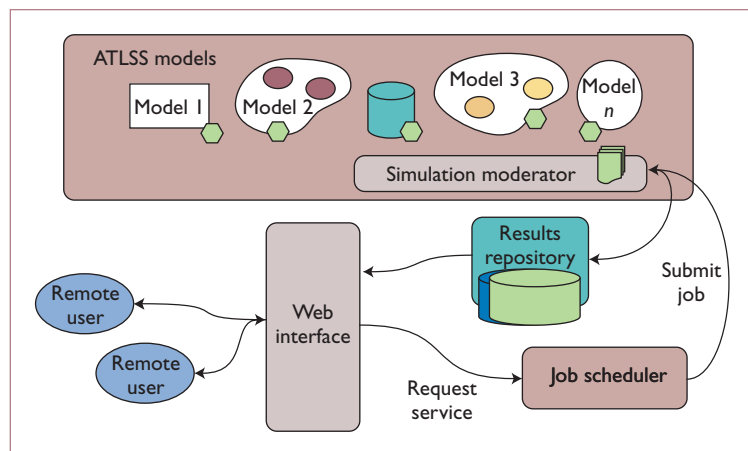 ATLSS models
Model 1
Model 2
Model 3
Model
n
Simulation moderator
Results
repository
Submit
job
Remote
user
Web
interface
Remote
user
Job scheduler
Request
service